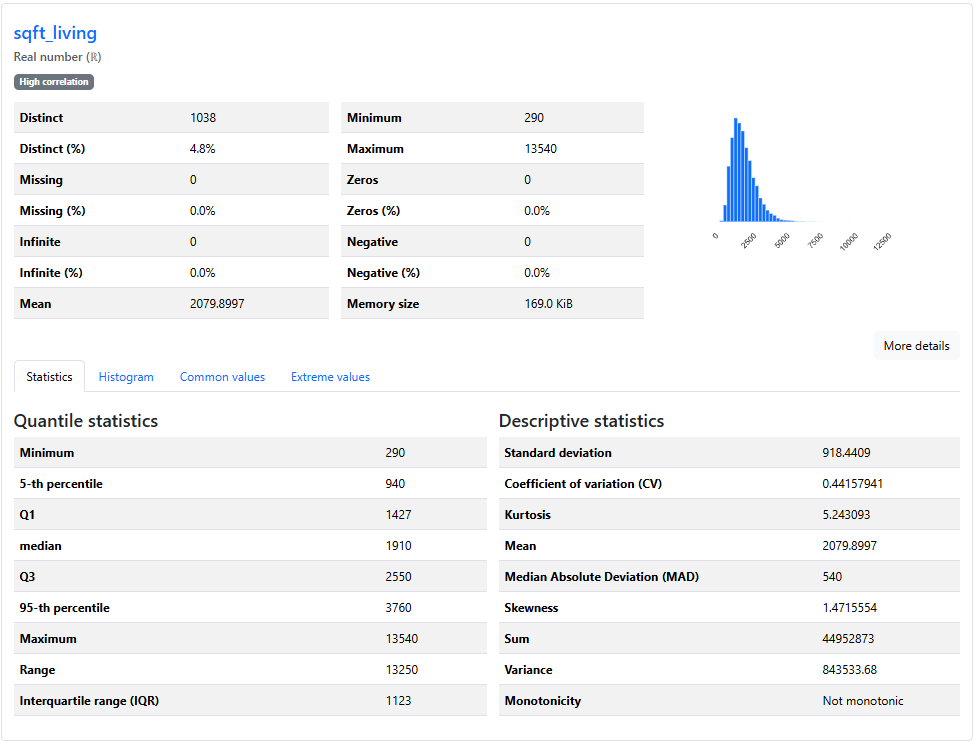 sqft_living
Real number (ℝ)
High correlation
Distinct 1038
Distinct (%) 4.8%
Missing 0
Missing (%) 0.0%
Infinite 0
Infinite (%) 0.0%
Mean 2079.8997
Minimum 290
Maximum 13540
Zeros 0
Zeros (%) 0.0%
Negative 0
Negative (%) 0.0%
Memory size 169.0 KiB
0 2500 5000 7500 10000 12500
More details
Statistics Histogram Common values Extreme values
Quantile statistics
Minimum 290
5-th percentile 940
Q1 1427
median 1910
Q3 2550
95-th percentile 3760
Maximum 13540
Range 13250
Interquartile range (IQR) 1123
Descriptive statistics
Standard deviation 918.4409
Coefficient of variation (CV) 0.44157941
Kurtosis 5.243093
Mean 2079.8997
Median Absolute Deviation (MAD) 540
Skewness 1.4715554
Sum 44952873
Variance 843533.68
Monotonicity Not monotonic